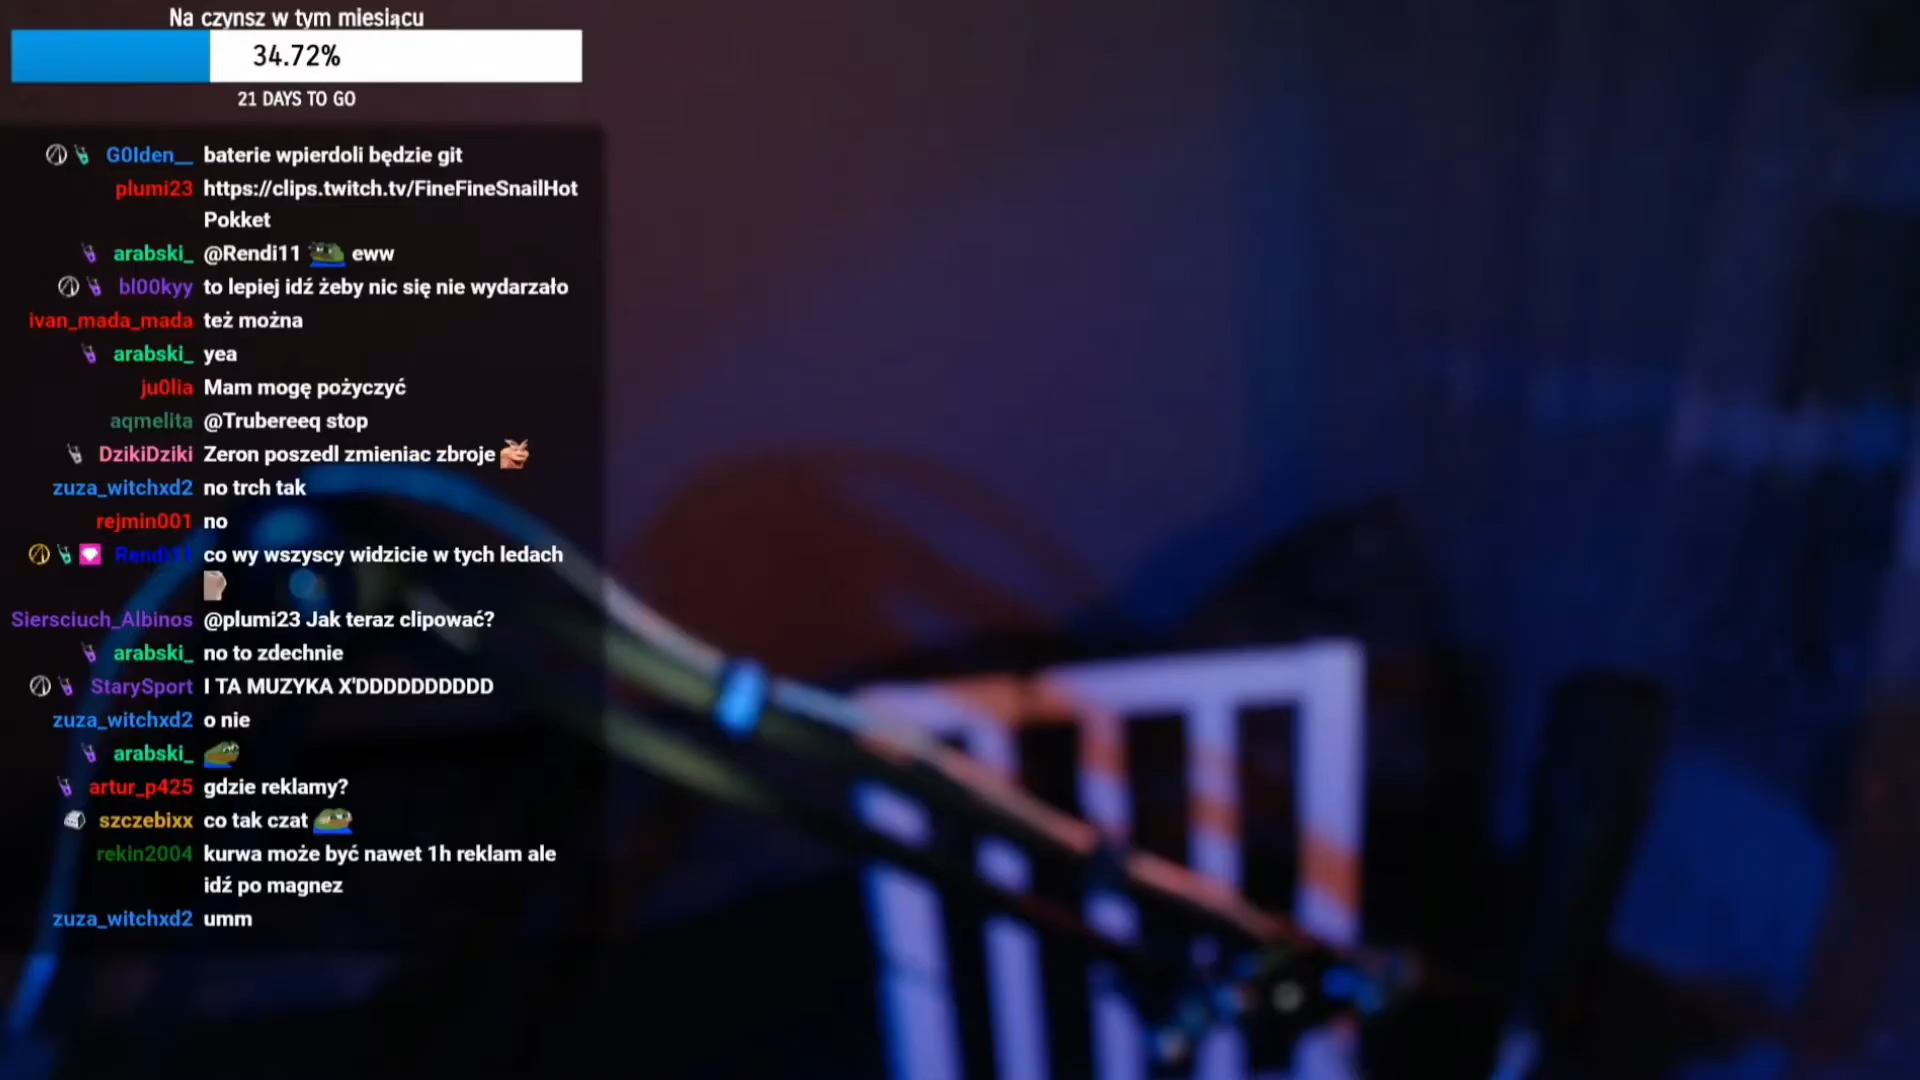 Na czynsz w tym miesiącu
34.72%
21 DAYS TO GO
G0lden__ baterie wpierdoli będzie git
plumi23 https://clips.twitch.tv/FineFineSnailHot
Pokket
arabski_ @Rendi11 eww
bl00kyy to lepiej idź żeby nic się nie wydarzało
ivan_mada_mada też można
arabski_ yea
ju0lia Mam mogę pożyczyć
aqmelita @Trubereeq stop
DzikiDziki Zeron poszedl zmieniac zbroje
zuza_witchxd2 no trch tak
rejmin001 no
Rendi11 co wy wszyscy widzicie w tych ledach
Siersciuch_Albinos @plumi23 Jak teraz clipować?
arabski_ no to zdechnie
StarySport I TA MUZYKA X'DDDDDDDDDD
zuza_witchxd2 o nie
arabski_
artur_p425 gdzie reklamy?
szczebixx co tak czat
rekin2004 kurwa może być nawet 1h reklam ale
idź po magnez
zuza_witchxd2 umm